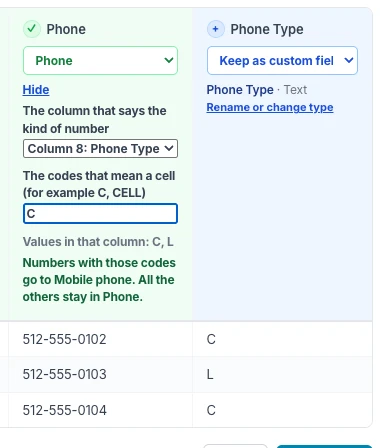 Phone
Phone Type
Phone
Keep as custom fiel
Hide
Phone Type · Text
Rename or change type
The column that says the
kind of number
Column 8: Phone Type
The codes that mean a cell
(for example C, CELL)
C
Values in that column: C, L
Numbers with those codes
go to Mobile phone. All the
others stay in Phone.
512-555-0102 C
512-555-0103 L
512-555-0104 C